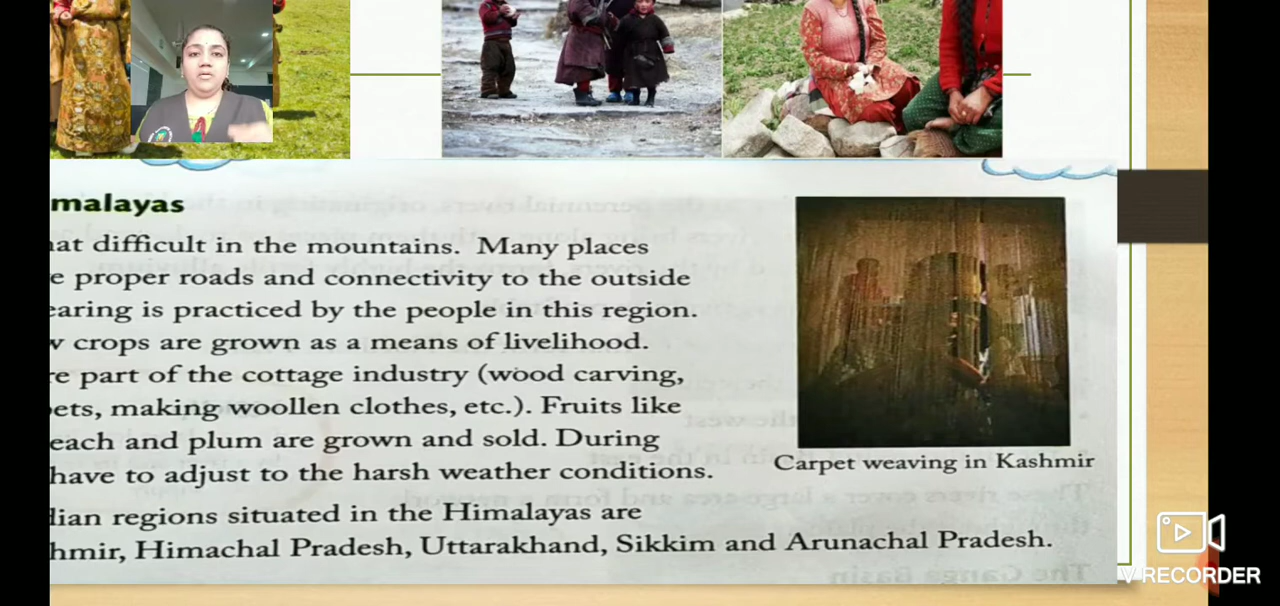 malayas
at difficult in the mountains. Many places
e proper roads and connectivity to the outside
earing is practiced by the people in this region.
w crops are grown as a means of livelihood.
re part of the cottage industry (wood carving,
ets, making woollen clothes, etc.). Fruits like
each and plum are grown and sold. During
have to adjust to the harsh weather conditions.
dian regions situated in the Himalayas are
hmir, Himachal Pradesh, Uttarakhand, Sikkim and Arunachal Pradesh.
Carpet weaving in Kashmir
V RECORDER